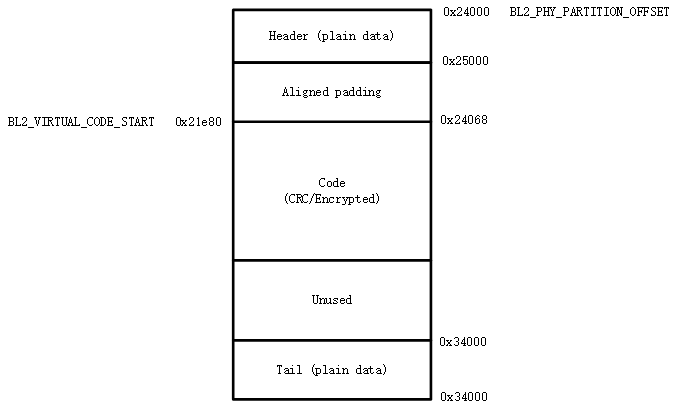 0x24000 BL2_PHY_PARTITION_OFFSET
Header (plain data)
0x25000
Aligned padding
BL2_VIRTUAL_CODE_START 0x21e80
0x24068
Code
(CRC/Encrypted)
Unused
0x34000
Tail (plain data)
0x34000